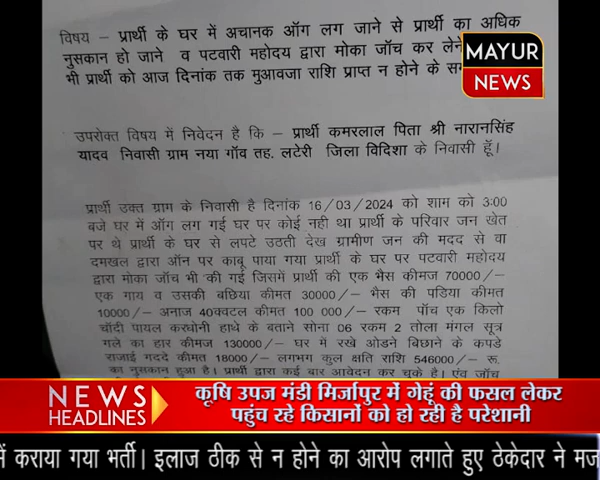 विषय – प्रार्थी के घर में अचानक ऑग लग जाने से प्रार्थी का अधिक
नुसकान हो जाने व पटवारी महोदय द्वारा मोका जॉच कर लेने
भी प्रार्थी को आज दिनांक तक मुआवजा राशि प्राप्त न होने के
MAYUR
NEWS
उपरोक्त विषय में निवेदन है कि – प्रार्थी कमरलाल पिता श्री नारानसिंह
यादव निवासी ग्राम नया गॉव तह. लटेरी जिला विदिशा के निवासी हूॅ।
प्रार्थी उक्त ग्राम के निवासी है दिनांक 16/03/2024 को शाम को 3:00
बजे घर में ऑग लग गई घर पर कोई नही था प्रार्थी के परिवार जन खेत
पर थे प्रार्थी के घर से लपटे उठती देख ग्रामीण जन की मदद से वा
दमखल द्वारा ऑन पर काबू पाया गया प्रार्थी के घर पर पटवारी महोदय
द्वारा मोका जॉच भी की गई जिसमें प्रार्थी की एक भैस कीमज 70000/–
एक गाय व उसकी बछिया कीमत 30000/– भैस की पडिया कीमत
10000/– अनाज 40क्वटल कीमत 100 000/– रकम पॉच एक किलो
चॉदी पायल करधोनी हाथे के बताने सोना 06 रकम 2 तोला मंगल सूत्र
गले का हार कीमज 130000/– घर में रखे ओडने बिछाने के कपडे
राजाई गददे कीमत 18000/– लगभग कुल क्षति राशि 546000/– रू.
का नुसकान हुआ है। प्रार्थी द्वारा कई बार आवेदन कर चुके है। एंव जॉच
NEWS
HEADLINES
कृषि उपज मंडी मिर्जापुर में गेहूं की फसल लेकर
पहुंच रहे किसानों को हो रही है परेशानी
में कराया गया भर्ती। इलाज ठीक से न होने का आरोप लगाते हुए ठेकेदार ने मज